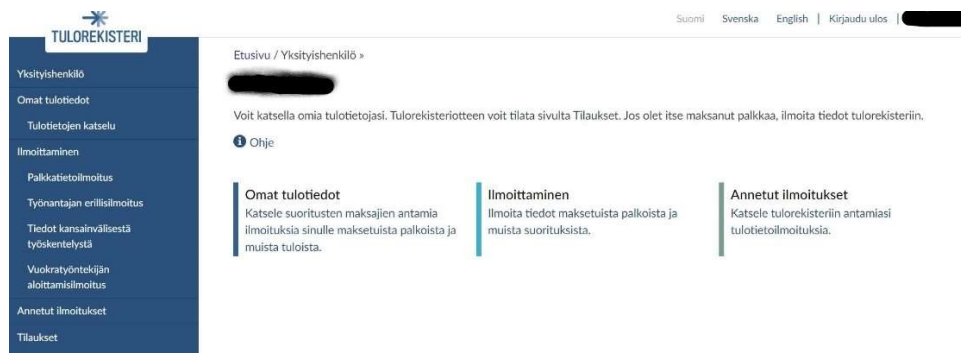 Suomi Svenska English | Kirjaudu ulos |
TULOREKISTERI
Yksityishenkilö
Omat tulotiedot
Tulotietojen katselu
Ilmoittaminen
Palkkatietoilmoitus
Työnantajan erillisilmoitus
Tiedot kansainvälisestä
työskentelystä
Vuokratyöntekijän
aloittamisilmoitus
Annetut ilmoitukset
Tilaukset
Etusivu / Yksityishenkilö »
Voit katsella omia tulotietojasi. Tulorekisteriotteen voit tilata sivulta Tilaukset. Jos olet itse maksanut palkkaa, ilmoita tiedot tulorekisteriin.
Ohje
Omat tulotiedot
Katsele suoritusten maksajien antamia
ilmoituksia sinulle maksetuista palkoista ja
muista tuloista.
Ilmoittaminen
Ilmoita tiedot maksetuista palkoista ja
muista suorituksista.
Annetut ilmoitukset
Katsele tulorekisteriin antamiasi
tulotietoilmoituksia.